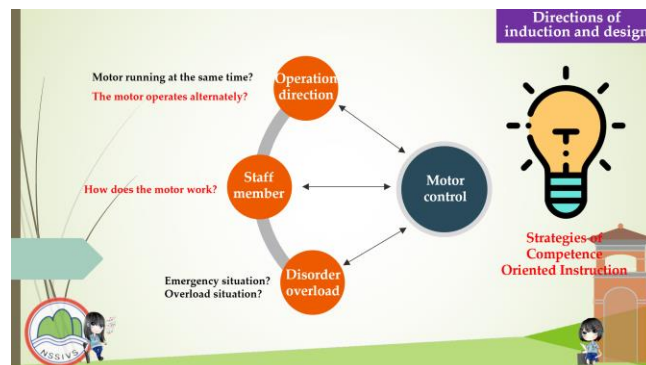 Directions of
induction and design
Motor running at the same time?
The motor operates alternately?
Operation
direction
How does the motor work?
Staff
member
Motor
control
Emergency situation?
Overload situation?
Disorder
overload
Strategies of
Competence
Oriented Instruction
NSSIVS